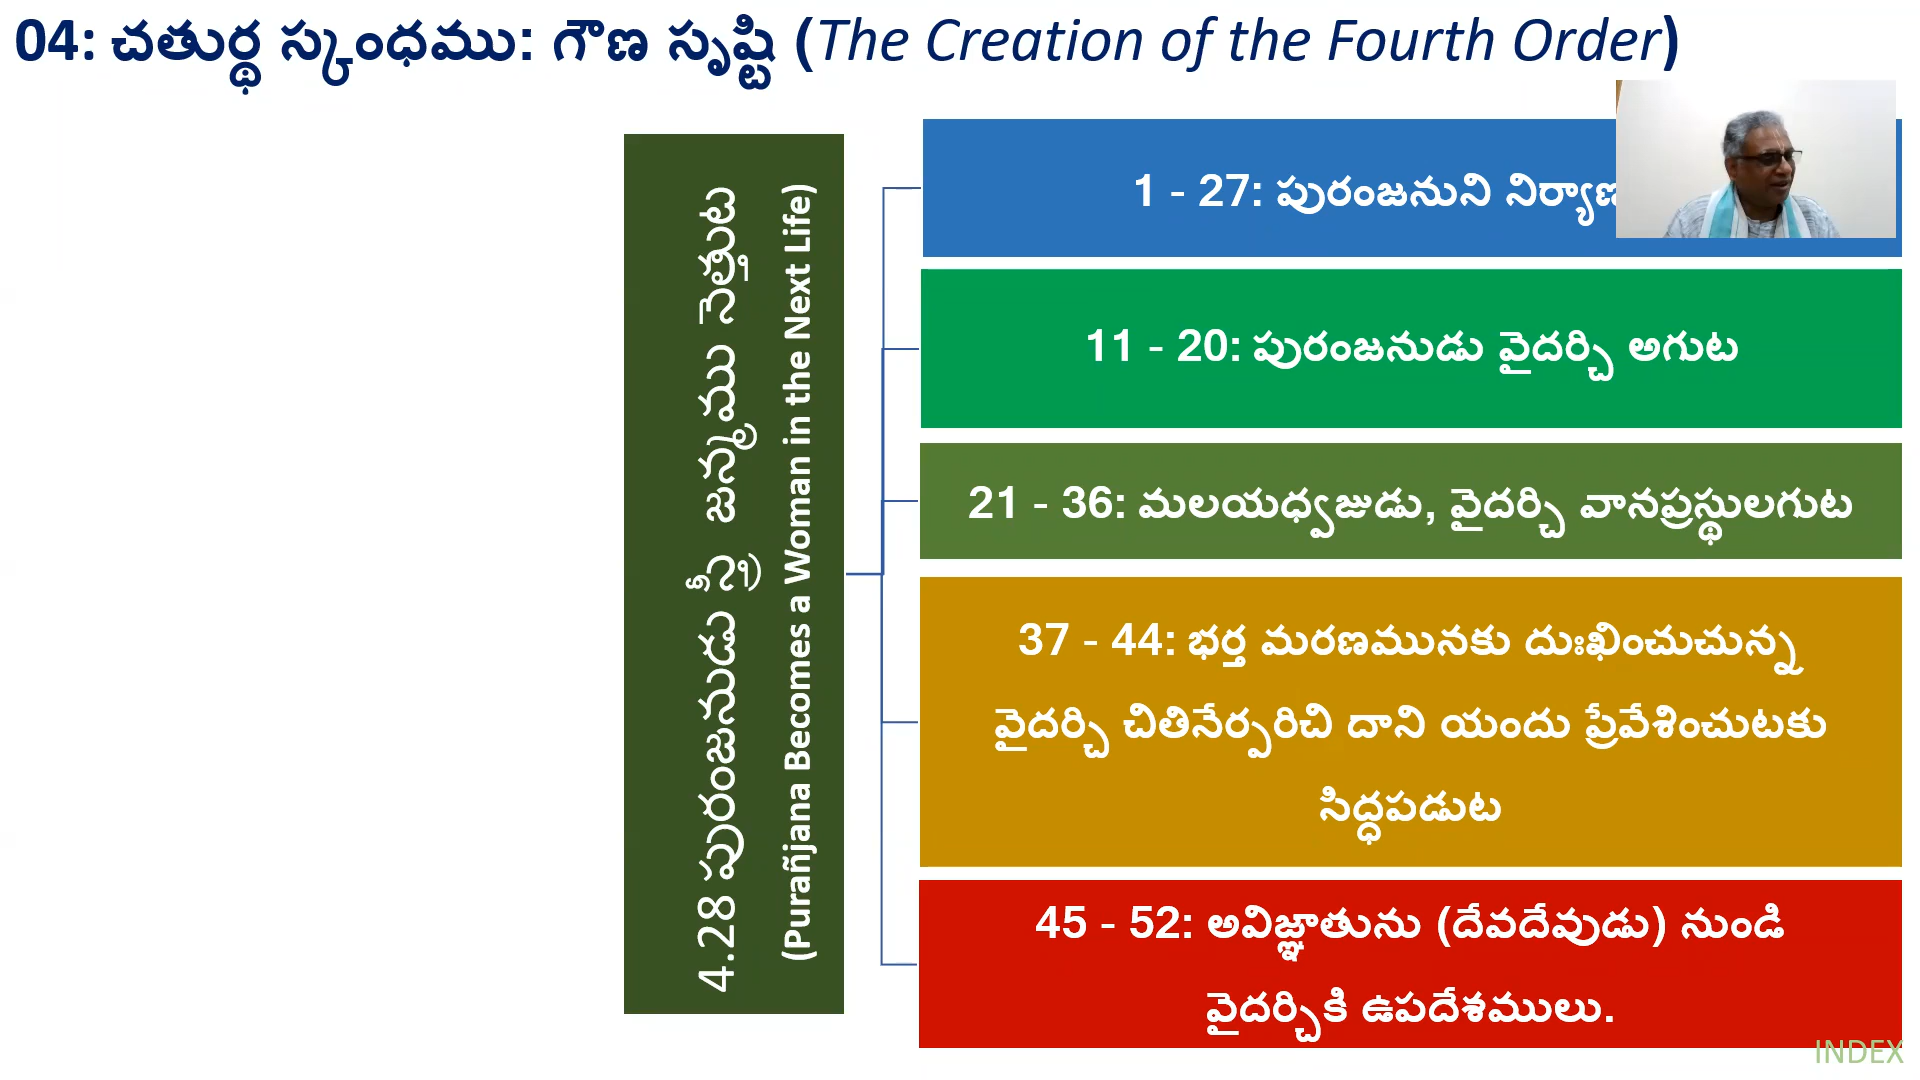 04: చతుర్థ స్కంధము: గౌణ సృష్టి (The Creation of the Fourth Order)
4.28 పురంజనుడు స్త్రీ జన్మము నెత్తుట
(Purañjana Becomes a Woman in the Next Life)
1 - 27: పురంజనుని
11 - 20: పురంజనుడు వైదర్భి అగుట
21 - 36: మలయధ్వజుడు, వైదర్భి వానప్రస్థులగుట
37 - 44: భర్త మరణమునకు దుఃఖించుచున్న
వైదర్భి చితినేర్పరిచి దాని యందు ప్రేవేశించుటకు
సిద్ధపడుట
45 - 52: అవిజ్ఞాతును (దేవదేవుడు) నుండి
వైదర్భికి ఉపదేశములు.
INDEX